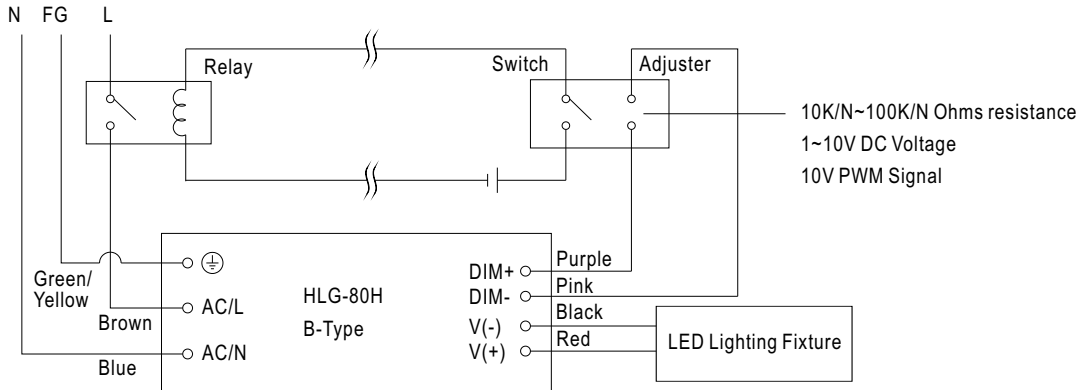 N FG L
Relay
Switch
Adjuster
10K/N~100K/N Ohms resistance
1~10V DC Voltage
10V PWM Signal
Green/
Yellow
Brown
Blue
AC/L
AC/N
HLG-80H
B-Type
DIM+
DIM-
V(-)
V(+)
Purple
Pink
Black
Red
LED Lighting Fixture